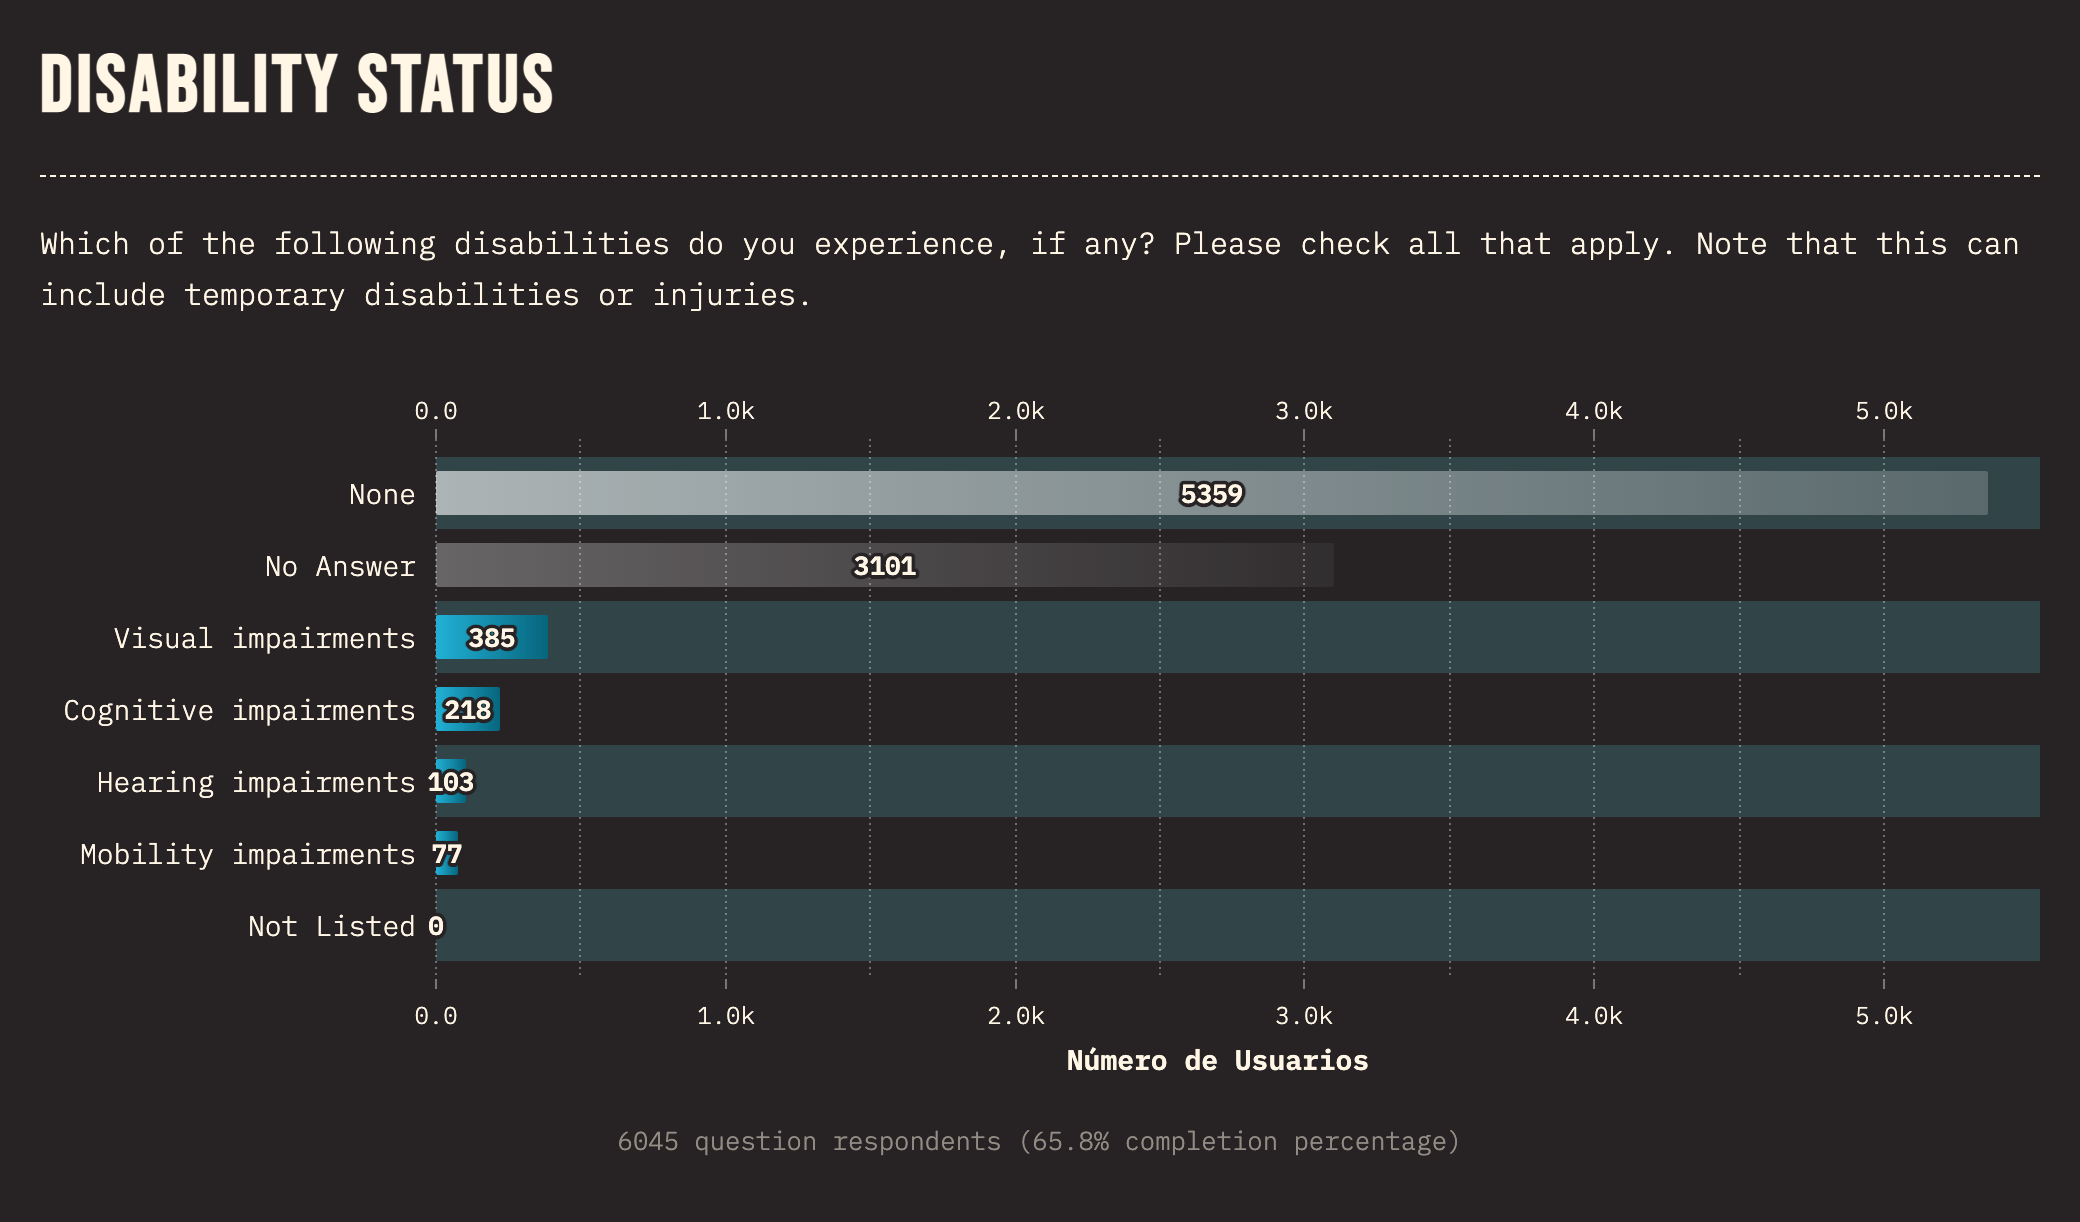 DISABILITY STATUS
Which of the following disabilities do you experience, if any? Please check all that apply. Note that this can
include temporary disabilities or injuries.
0.0 1.0k 2.0k 3.0k 4.0k 5.0k
None 5359
No Answer 3101
Visual impairments 385
Cognitive impairments 218
Hearing impairments 103
Mobility impairments 77
Not Listed 0
0.0 1.0k 2.0k 3.0k 4.0k 5.0k
Número de Usuarios
6045 question respondents (65.8% completion percentage)